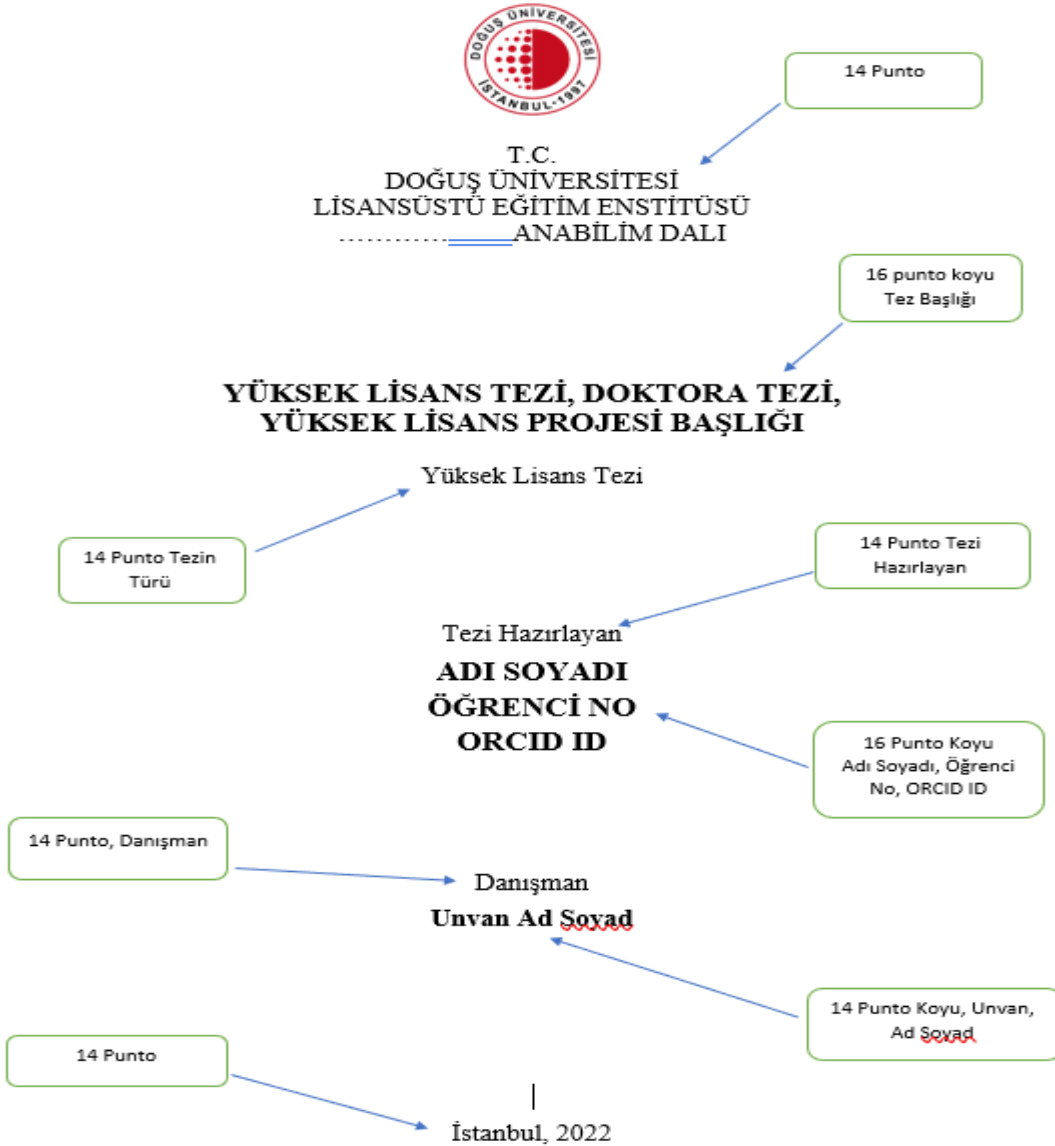 DOĞUŞ ÜNİVERSİTESİ
İSTANBUL-1997
14 Punto
T.C.
DOĞUŞ ÜNİVERSİTESİ
LİSANSÜSTÜ EĞİTİM ENSTİTÜSÜ
…………______ANABİLİM DALI
16 punto koyu
Tez Başlığı
YÜKSEK LİSANS TEZİ, DOKTORA TEZİ,
YÜKSEK LİSANS PROJESİ BAŞLIĞI
Yüksek Lisans Tezi
14 Punto Tezin
Türü
14 Punto Tezi
Hazırlayan
Tezi Hazırlayan
ADI SOYADI
ÖĞRENCİ NO
ORCID ID
16 Punto Koyu
Adı Soyadı, Öğrenci
No, ORCID ID
14 Punto, Danışman
Danışman
Unvan Ad Soyad
14 Punto Koyu, Unvan,
Ad Soyad
14 Punto
İstanbul, 2022